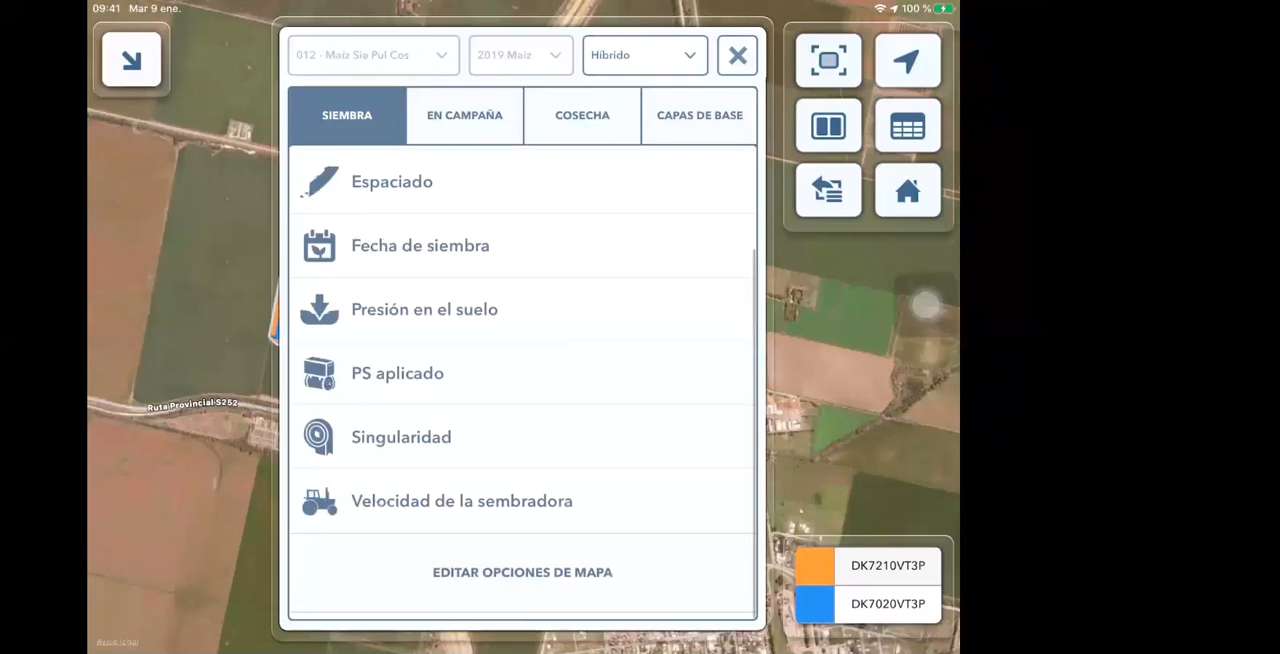 09:41 Mar 9 ene.
100 %
012 - Maíz Sie Pul Cos
2019 Maíz
Híbrido
SIEMBRA
EN CAMPAÑA
COSECHA
CAPAS DE BASE
Espaciado
Fecha de siembra
Presión en el suelo
PS aplicado
Singularidad
Velocidad de la sembradora
EDITAR OPCIONES DE MAPA
Ruta Provincial S252
DK7210VT3P
DK7020VT3P
Aviso legal